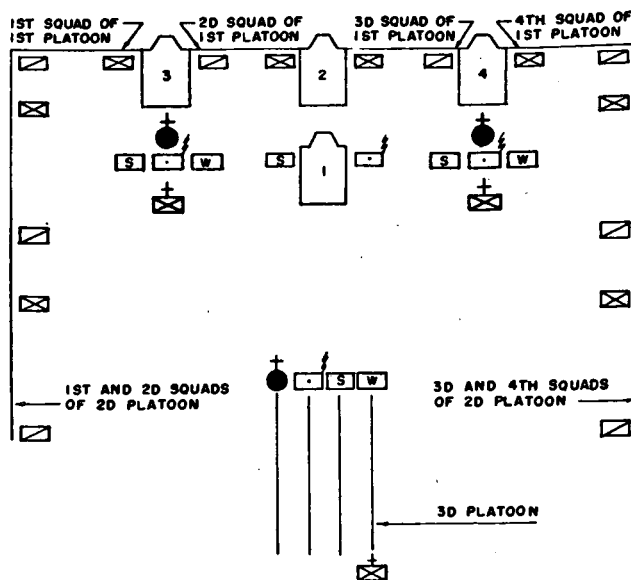 1ST SQUAD OF
1ST PLATOON
2D SQUAD OF
1ST PLATOON
3D SQUAD OF
1ST PLATOON
4TH SQUAD OF
1ST PLATOON
3
2
4
S
W
S
1
S
W
S
W
1ST AND 2D SQUADS
OF 2D PLATOON
3D AND 4TH SQUADS
OF 2D PLATOON
3D PLATOON